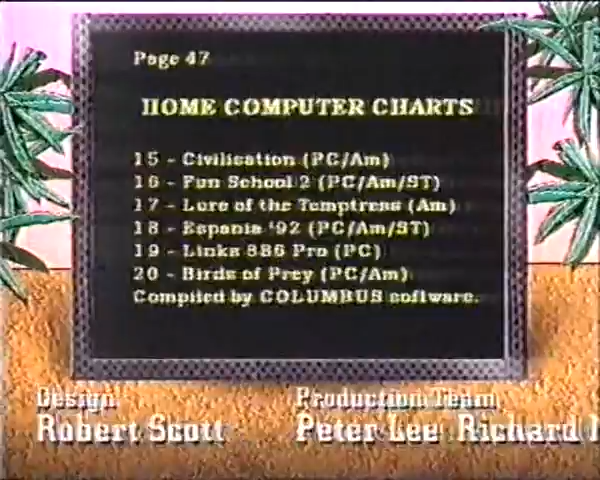 Page 47
HOME COMPUTER CHARTS
15 - Civilisation (PC/Am)
16 - Fun School 2 (PC/Am/ST)
17 - Lure of the Temptress (Am)
18 - Espania '92 (PC/Am/ST)
19 - Links 386 Pro (PC)
20 - Birds of Prey (PC/Am)
Compiled by COLUMBUS software.
Design
Robert Scott
Production Team
Peter Lee Richard